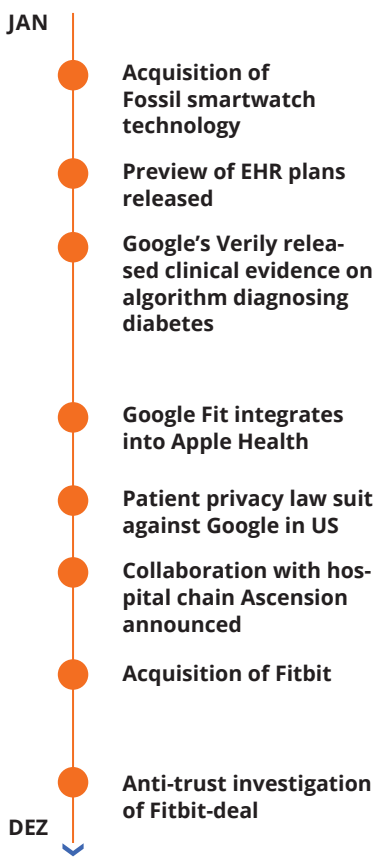 JAN
Acquisition of
Fossil smartwatch
technology
Preview of EHR plans
released
Google's Verily relea-
sed clinical evidence on
algorithm diagnosing
diabetes
Google Fit integrates
into Apple Health
Patient privacy law suit
against Google in US
Collaboration with hos-
pital chain Ascension
announced
Acquisition of Fitbit
Anti-trust investigation
of Fitbit-deal
DEZ